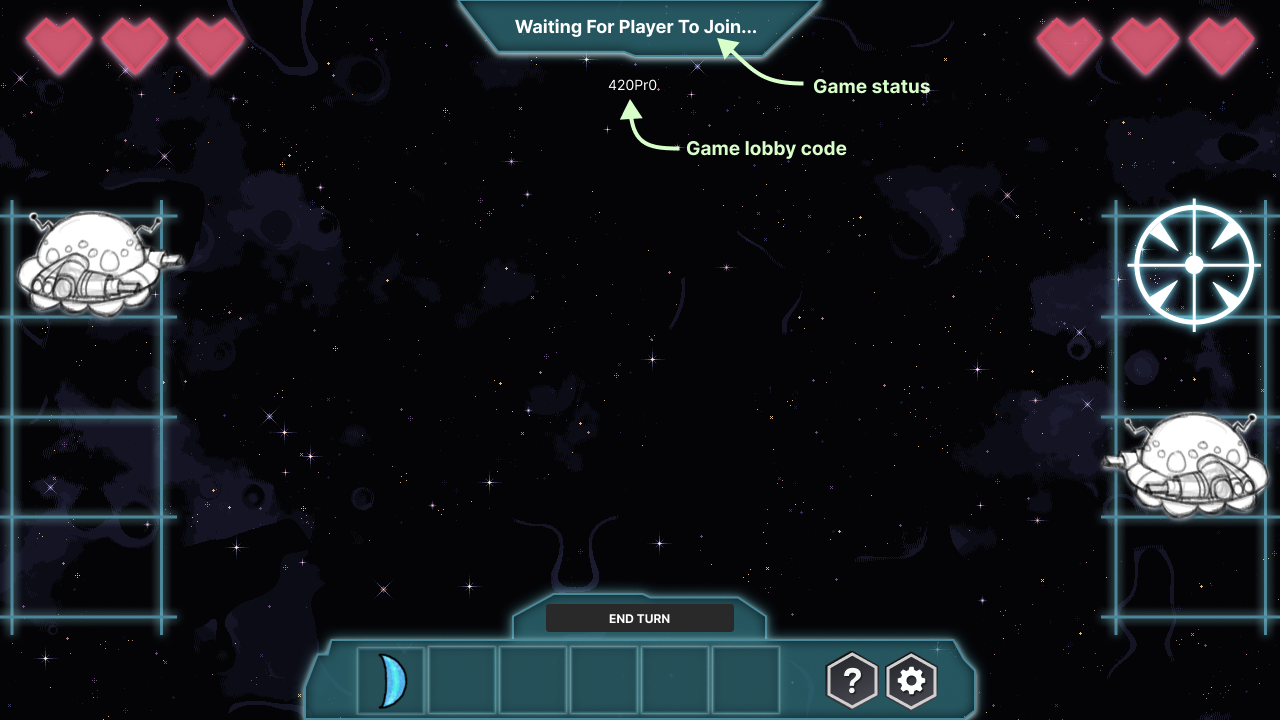 Waiting For Player To Join...
420Pr0.
Game status
Game lobby code
END TURN
?